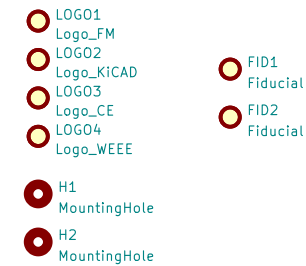 LOGO1
Logo_FM
LOGO2
Logo_KiCAD
LOGO3
Logo_CE
LOGO4
Logo_WEEE
FID1
Fiducial
FID2
Fiducial
H1
MountingHole
H2
MountingHole